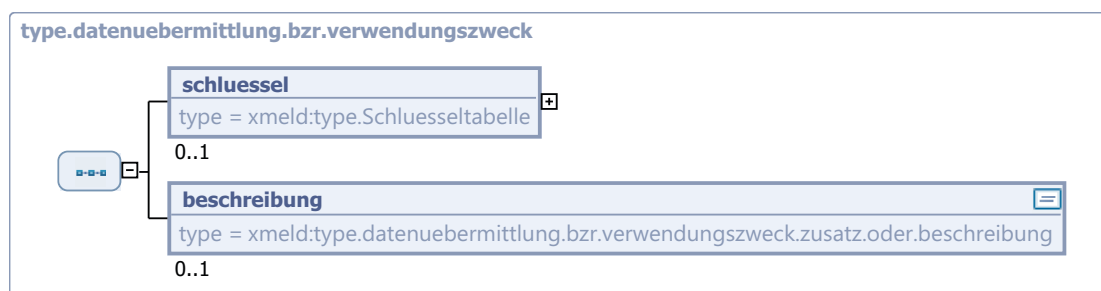 type.datenuebermittlung.bzr.verwendungszweck
schluessel
type = xmeld:type.Schluesseltabelle
0..1
beschreibung
type = xmeld:type.datenuebermittlung.bzr.verwendungszweck.zusatz.oder.beschreibung
0..1